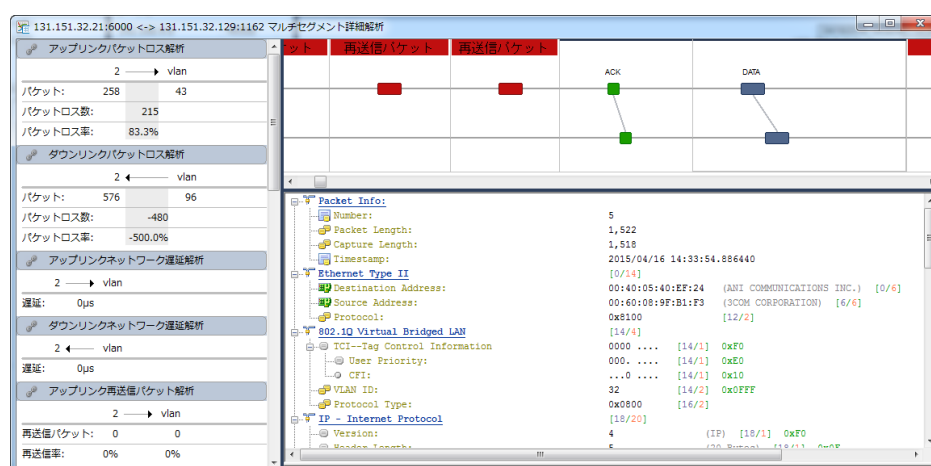 131.151.32.21:6000 <-> 131.151.32.129:1162 マルチセグメント詳細解析
アップリンクパケットロス解析
2 → vlan
パケット: 258 43
パケットロス数: 215
パケットロス率: 83.3%
ダウンリンクパケットロス解析
2 ← vlan
パケット: 576 96
パケットロス数: -480
パケットロス率: -500.0%
アップリンクネットワーク遅延解析
2 → vlan
遅延: 0μs
ダウンリンクネットワーク遅延解析
2 ← vlan
遅延: 0μs
アップリンク再送信パケット解析
2 → vlan
再送信パケット: 0 0
再送信率: 0% 0%
ット 再送信パケット 再送信パケット
ACK DATA
Packet Info:
Number: 5
Packet Length: 1,522
Capture Length: 1,518
Timestamp: 2015/04/16 14:33:54.886440
Ethernet Type II [0/14]
Destination Address: 00:40:05:40:EF:24 (ANI COMMUNICATIONS INC.) [0/6]
Source Address: 00:60:08:9F:B1:F3 (3COM CORPORATION) [6/6]
Protocol: 0x8100 [12/2]
802.1Q Virtual Bridged LAN [14/4]
TCI--Tag Control Information 0000 .... [14/1] 0xF0
User Priority: 000. .... [14/1] 0xE0
CFI: ...0 .... [14/1] 0x10
VLAN ID: 32 [14/2] 0x0FFF
Protocol Type: 0x0800 [16/2]
IP - Internet Protocol [18/20]
Version: 4 (IP) [18/1] 0xF0
Header Length: 5 (20 Bytes) [18/1] 0x0F